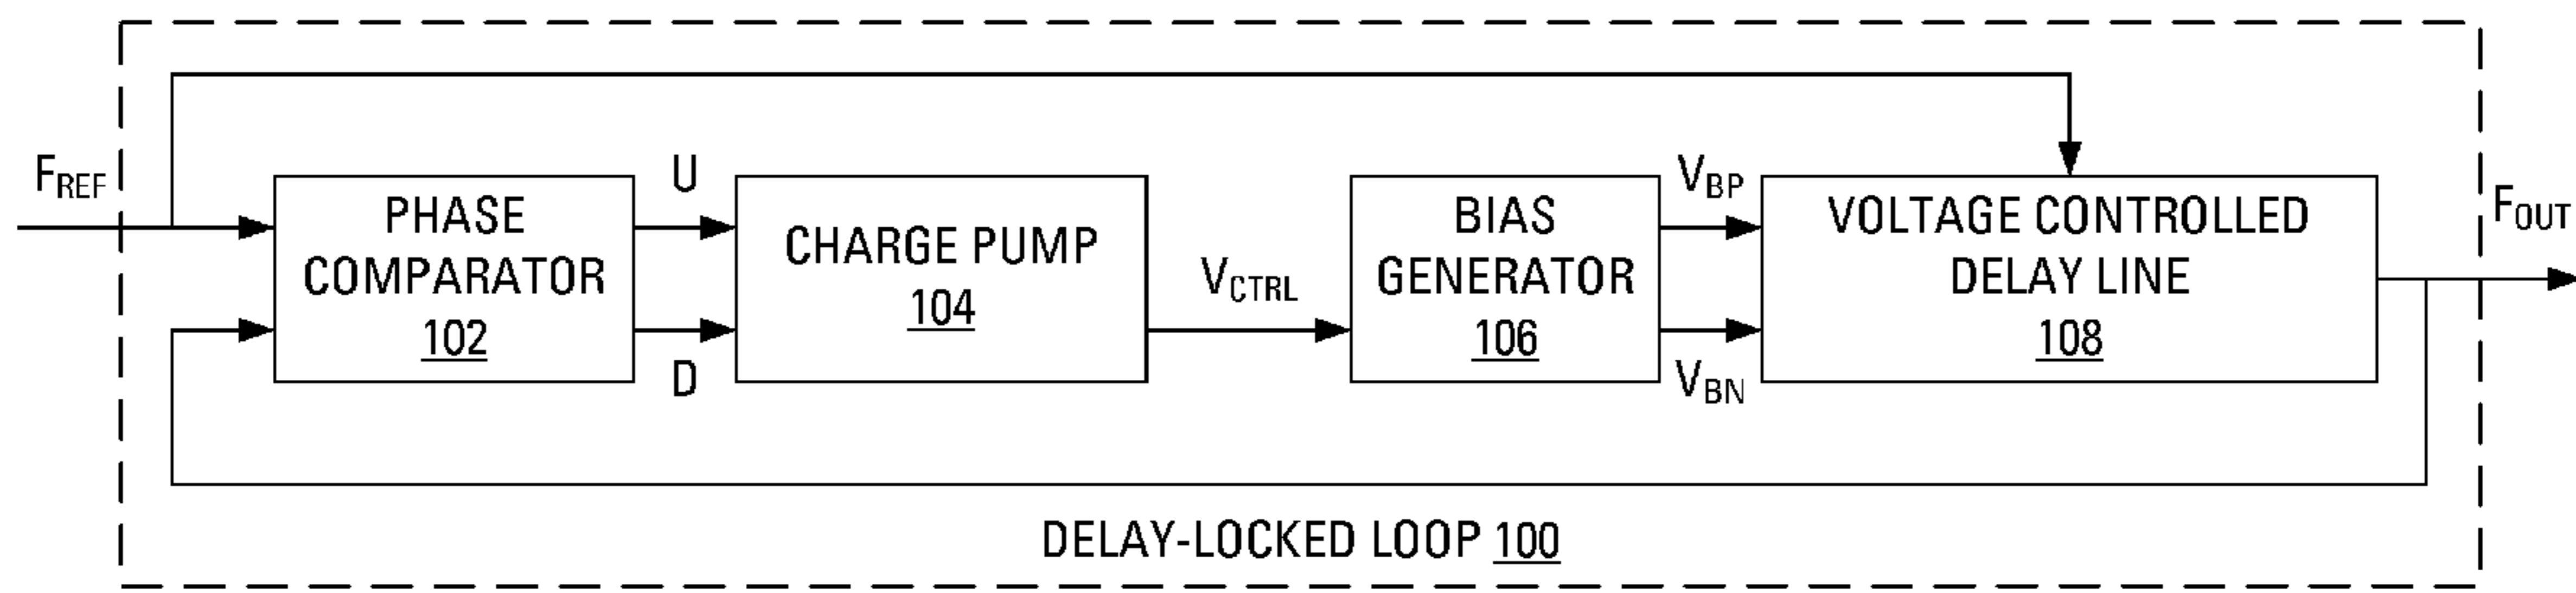 F_REF
PHASE
COMPARATOR
102
U
D
CHARGE PUMP
104
V_CTRL
BIAS
GENERATOR
106
V_BP
V_BN
VOLTAGE CONTROLLED
DELAY LINE
108
F_OUT
DELAY-LOCKED LOOP 100